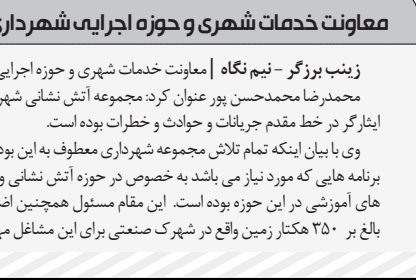 معاونت خدمات شهری و حوزه اجرایی شهرداری
زینب برزگر - نیم نگاه | معاونت خدمات شهری و حوزه اجرایی
محمدرضا محمدحسن پور عنوان کرد: مجموعه آتش نشانی شهر
ایثارگر در خط مقدم جریانات و حوادث و خطرات بوده است.
وی با بیان اینکه تمام تلاش مجموعه شهرداری معطوف به این بود
برنامه هایی که مورد نیاز می باشد به خصوص در حوزه آتش نشانی و
های آموزشی در این حوزه بوده است. این مقام مسئول همچنین
بالغ بر ۳۵۰ هکتار زمین واقع در شهرک صنعتی برای این مشاغل